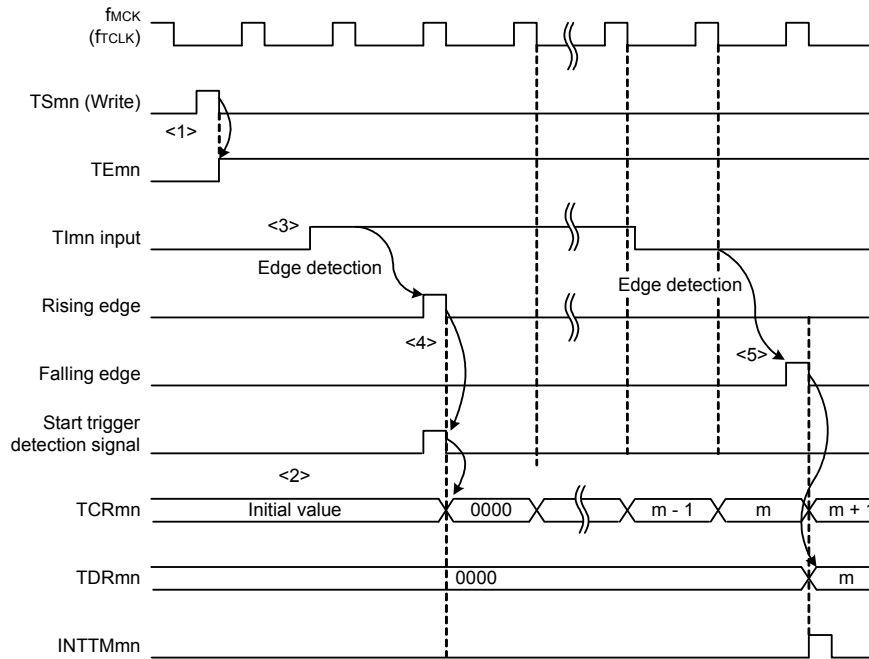 fMCK
(fTCLK)
TSmn (Write)
<1>
TEmn
<3>
TImn input
Edge detection
Edge detection
Rising edge
<4>
<5>
Falling edge
Start trigger
detection signal
<2>
TCRmn
Initial value
0000
m - 1
m
m + 1
TDRmn
0000
m
INTTMmn